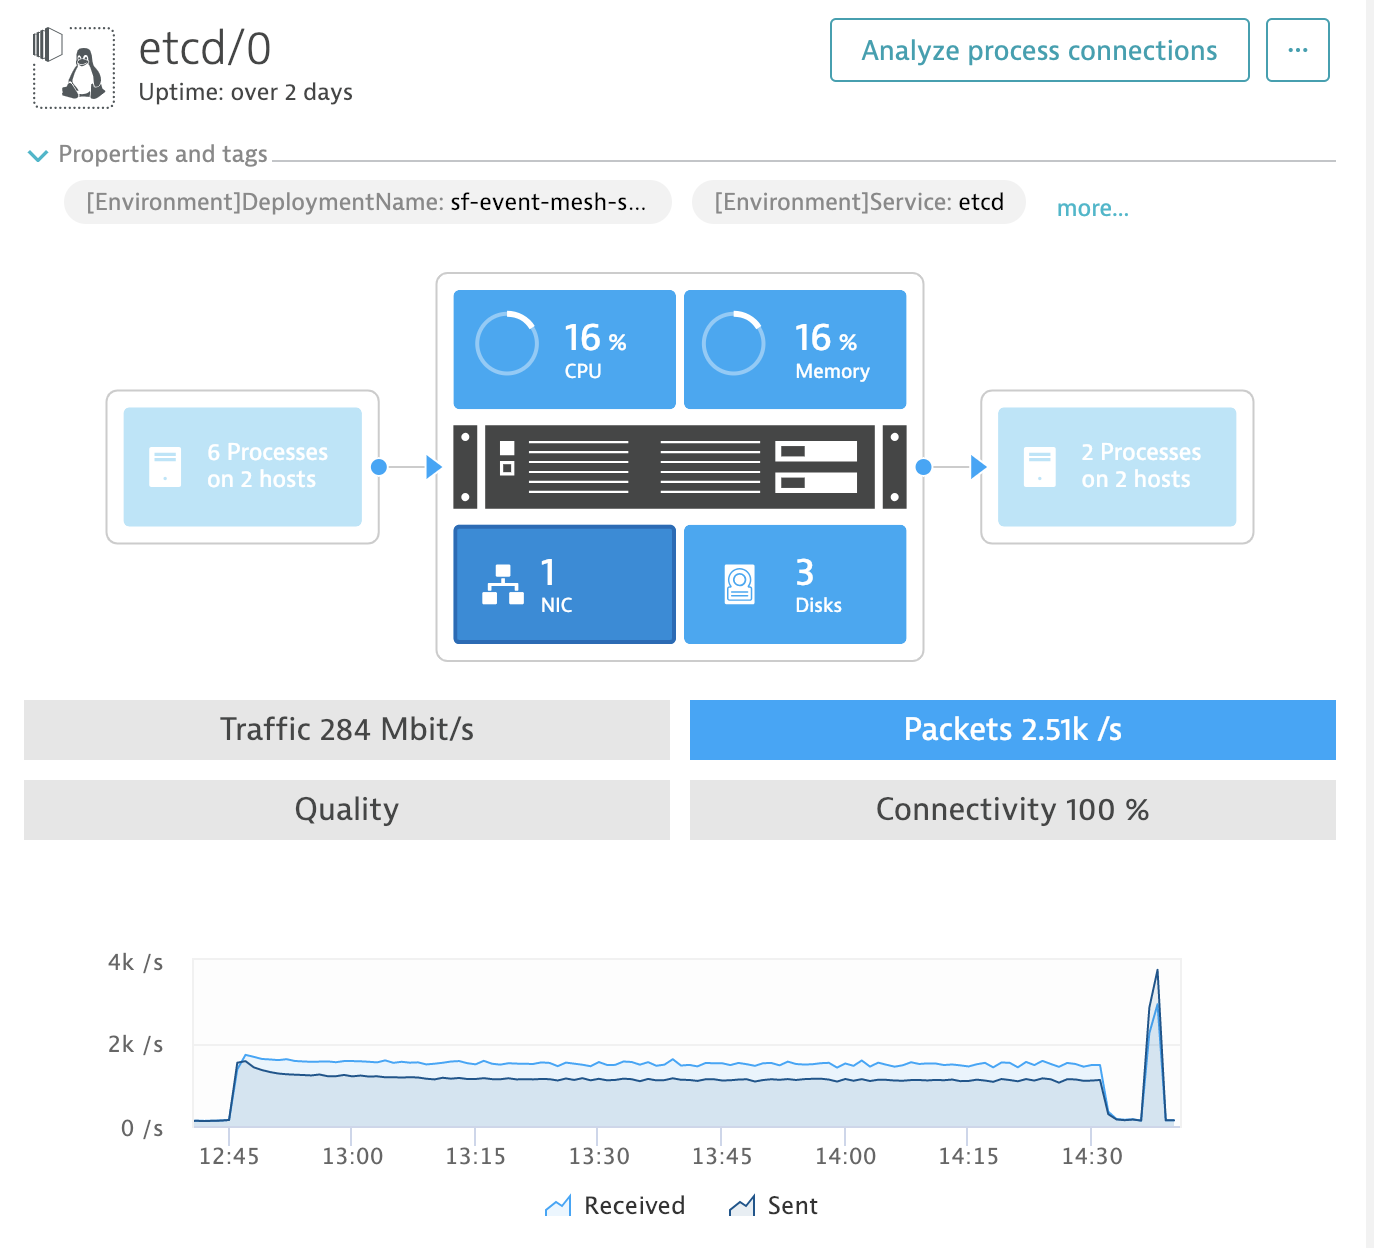 etcd/0
Uptime: over 2 days
Analyze process connections
...
Properties and tags
[Environment]DeploymentName: sf-event-mesh-s...
[Environment]Service: etcd
more...
16 %
CPU
16 %
Memory
6 Processes
on 2 hosts
2 Processes
on 2 hosts
1
NIC
3
Disks
Traffic 284 Mbit/s
Packets 2.51k /s
Quality
Connectivity 100 %
4k /s
2k /s
0 /s
12:45 13:00 13:15 13:30 13:45 14:00 14:15 14:30
Received Sent